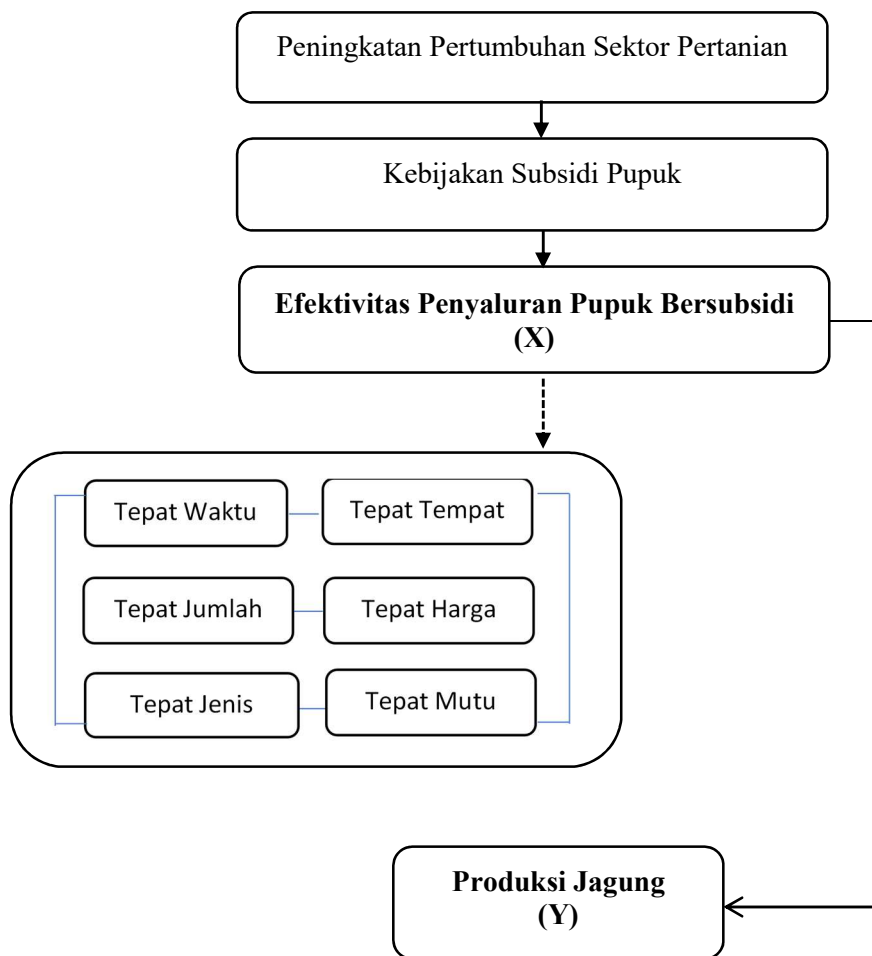 Peningkatan Pertumbuhan Sektor Pertanian
Kebijakan Subsidi Pupuk
Efektivitas Penyaluran Pupuk Bersubsidi
(X)
Tepat Waktu
Tepat Tempat
Tepat Jumlah
Tepat Harga
Tepat Jenis
Tepat Mutu
Produksi Jagung
(Y)